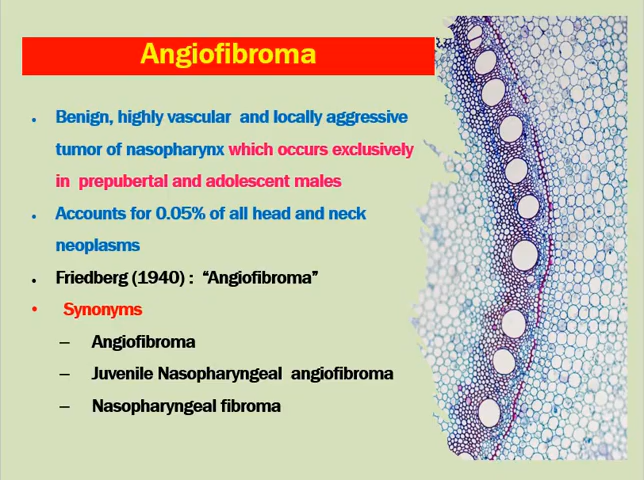 Angiofibroma
• Benign, highly vascular and locally aggressive
tumor of nasopharynx which occurs exclusively
in prepubertal and adolescent males
• Accounts for 0.05% of all head and neck
neoplasms
• Friedberg (1940) : “Angiofibroma”
• Synonyms
– Angiofibroma
– Juvenile Nasopharyngeal angiofibroma
– Nasopharyngeal fibroma